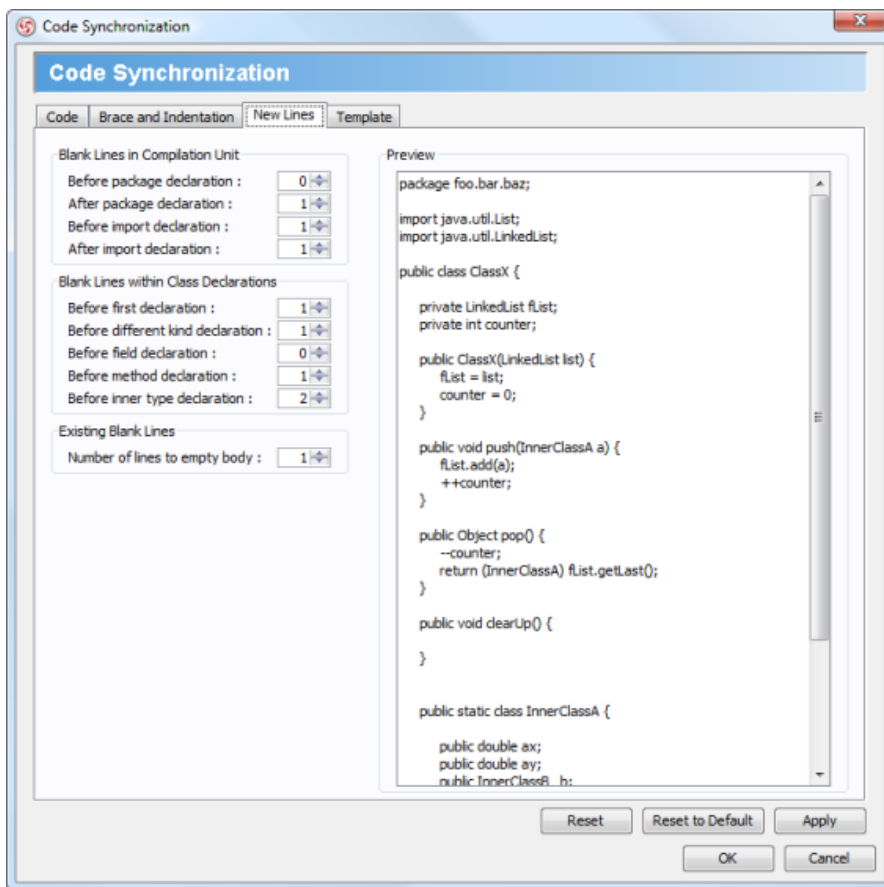 Code Synchronization
Code Synchronization
Code
Brace and Indentation
New Lines
Template
Blank Lines in Compilation Unit
Before package declaration : 0
After package declaration : 1
Before import declaration : 1
After import declaration : 1
Blank Lines within Class Declarations
Before first declaration : 1
Before different kind declaration : 1
Before field declaration : 0
Before method declaration : 1
Before inner type declaration : 2
Existing Blank Lines
Number of lines to empty body : 1
Preview
package foo.bar.baz;
import java.util.List;
import java.util.LinkedList;
public class ClassX {
private LinkedList fList;
private int counter;
public ClassX(LinkedList list) {
fList = list;
counter = 0;
}
public void push(InnerClassA a) {
fList.add(a);
++counter;
}
public Object pop() {
--counter;
return (InnerClassA) fList.getLast();
}
public void clearUp() {
}
public static class InnerClassA {
public double ax;
public double ay;
public InnerClassB b;
Reset
Reset to Default
Apply
OK
Cancel